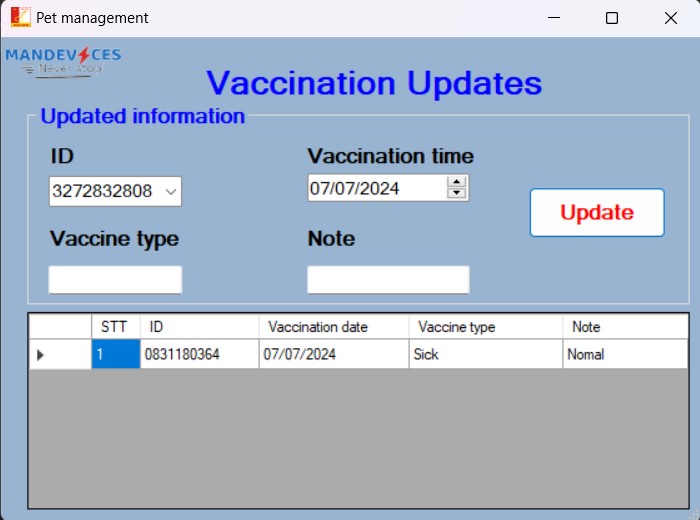 Pet management
MANDEVICES
Never Stop
Vaccination Updates
Updated information
ID
Vaccination time
3272832808
07/07/2024
Update
Vaccine type
Note
STT ID Vaccination date Vaccine type Note
1 0831180364 07/07/2024 Sick Nomal